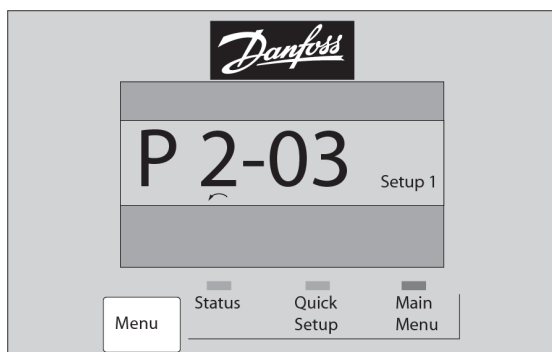 Danfoss
P 2-03
Setup 1
Status
Quick
Setup
Main
Menu
Menu